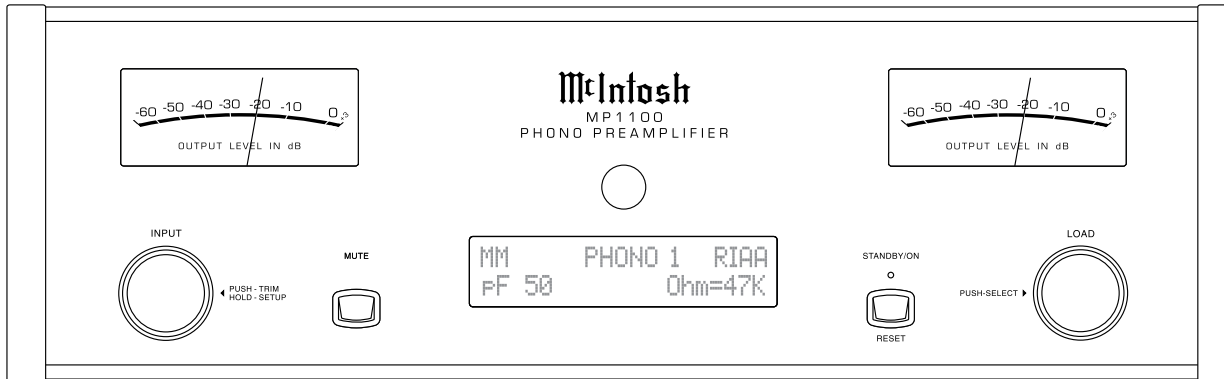 McIntosh
MP1100
PHONO PREAMPLIFIER
-60 -50 -40 -30 -20 -10 0 +3
OUTPUT LEVEL IN dB
-60 -50 -40 -30 -20 -10 0 +3
OUTPUT LEVEL IN dB
INPUT
PUSH - TRIM
HOLD - SETUP
MUTE
MM PHONO 1 RIAA
pF 50 Ohm=47K
STANDBY/ON
RESET
LOAD
PUSH-SELECT